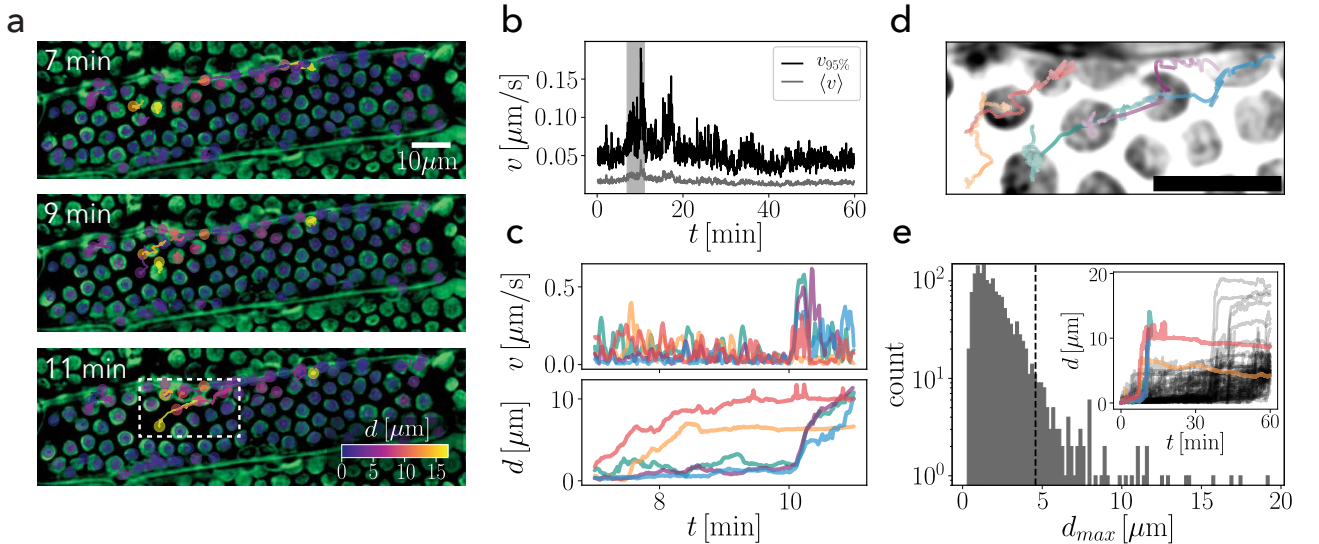 a
7 min
10μm
9 min
11 min
d [μm]
0 5 10 15
b
v [μm/s]
0.15
0.10
0.05
v95%
⟨v⟩
0 20 40 60
t [min]
c
v [μm/s]
0.5
0.0
d [μm]
10
0
8 10
t [min]
d
e
count
10²
10¹
10⁰
0 5 10 15 20
dmax [μm]
d [μm]
20
10
0
0 30 60
t [min]